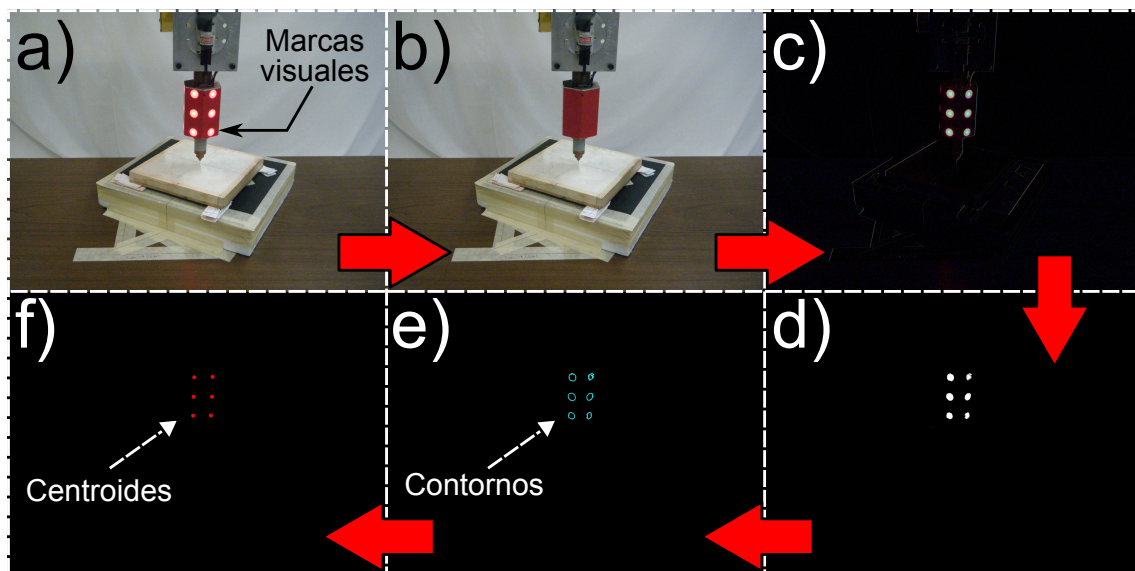 a)
Marcas
visuales
b)
c)
f)
Centroides
e)
Contornos
d)